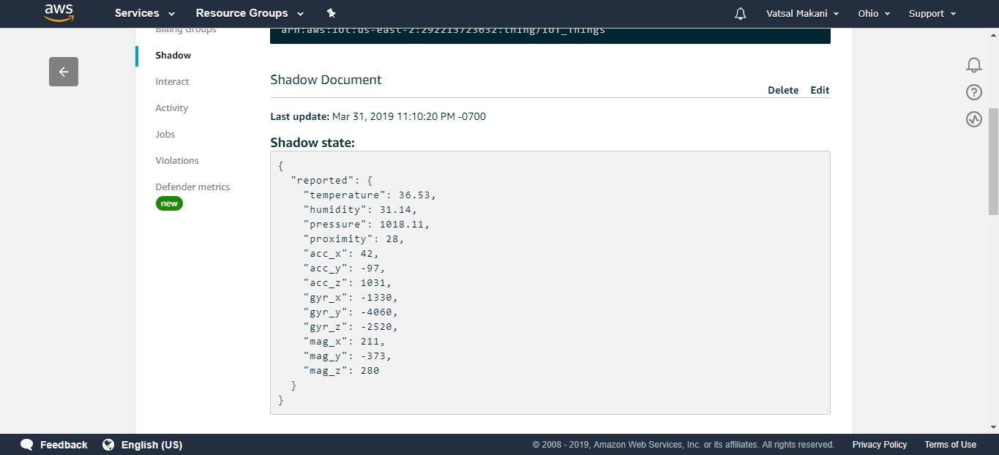 aws Services Resource Groups Vatsal Makani Ohio Support
Billing Groups
arn:aws:iot:us-east-2:292213723632:thing/IoT_Things
Shadow
Interact
Activity
Jobs
Violations
Defender metrics
new
Shadow Document
Delete Edit
Last update: Mar 31, 2019 11:10:20 PM -0700
Shadow state:
{
"reported": {
"temperature": 36.53,
"humidity": 31.14,
"pressure": 1018.11,
"proximity": 28,
"acc_x": 42,
"acc_y": -97,
"acc_z": 1031,
"gyr_x": -1330,
"gyr_y": -4060,
"gyr_z": -2520,
"mag_x": 211,
"mag_y": -373,
"mag_z": 280
}
}
Feedback English (US) © 2008 - 2019, Amazon Web Services, Inc. or its affiliates. All rights reserved. Privacy Policy Terms of Use